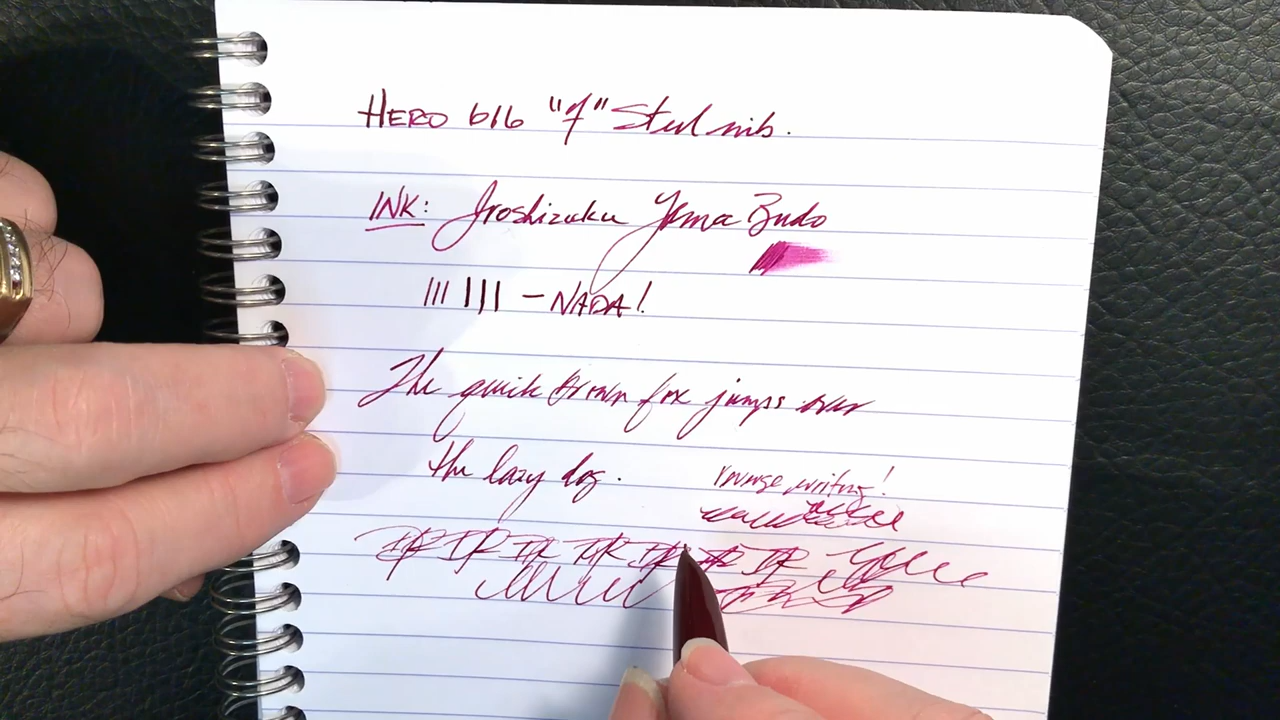 HERO 616 "f" Steel nib.
INK: Iroshizuku Yama Budo
||| ||| - NADA!
The quick brown fox jumps over
the lazy dog.
reverse writing!